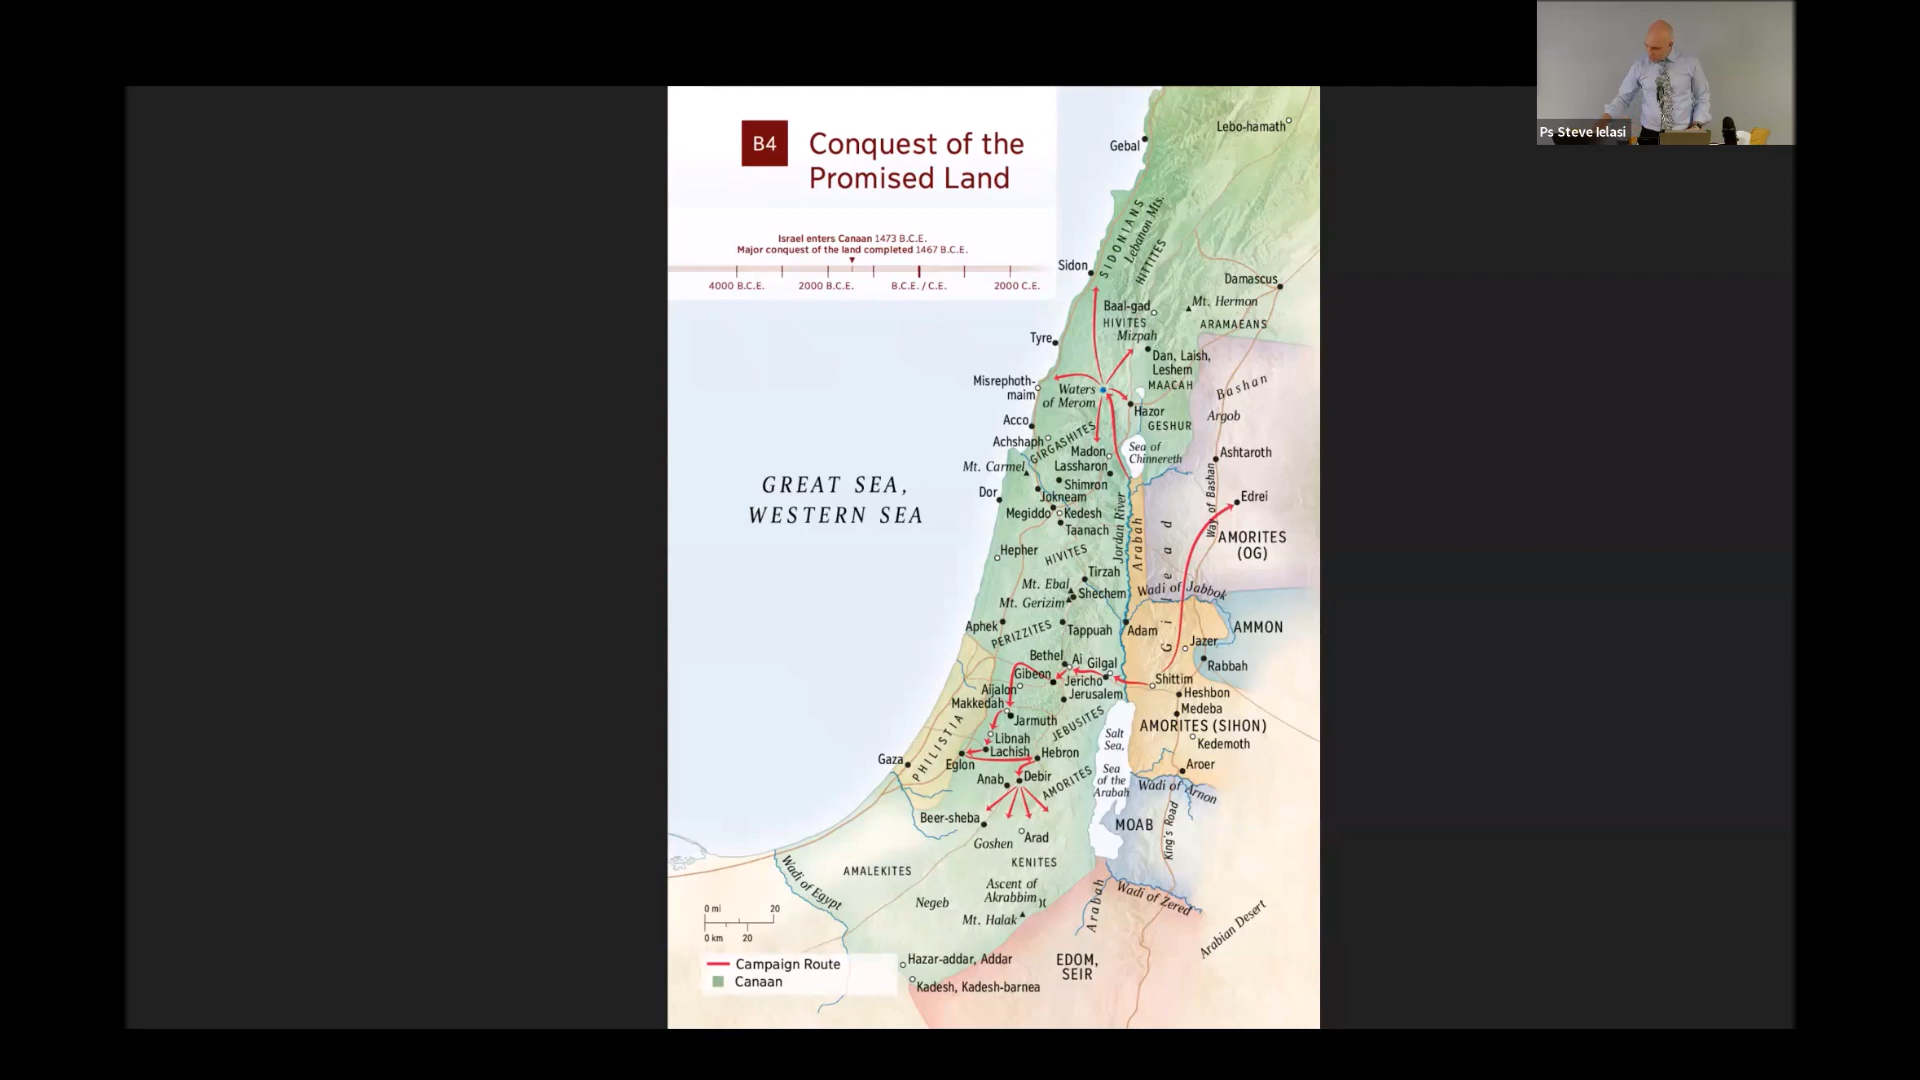 Ps Steve Ielasi
B4
Conquest of the
Promised Land
Israel enters Canaan 1473 B.C.E.
Major conquest of the land completed 1467 B.C.E.
4000 B.C.E.
2000 B.C.E.
B.C.E. / C.E.
2000 C.E.
Lebo-hamath
Gebal
SIDONIANS
Lebanon Mts.
HITTITES
Sidon
Damascus
Baal-gad
Mt. Hermon
HIVITES
ARAMAEANS
Mizpah
Tyre
Dan, Laish,
Leshem
Misrephoth-
maim
Waters
of Merom
MAACAH
Bashan
Hazor
Argob
Acco
GESHUR
Achshaph
GIRGASHITES
Madon
Sea of
Chinnereth
Ashtaroth
Mt. Carmel
Lassharon
Shimron
Dor
Jokneam
Way of Bashan
Edrei
Megiddo
Kedesh
Taanach
Jordan River
Arabah
Gilead
AMORITES
(OG)
Hepher
HIVITES
Tirzah
Mt. Ebal
Shechem
Wadi of Jabbok
Mt. Gerizim
Aphek
PERIZZITES
Tappuah
Adam
AMMON
Jazer
Bethel
Ai
Gilgal
Rabbah
Gibeon
Jericho
Shittim
Aijalon
Jerusalem
Heshbon
Makkedah
Medeba
Jarmuth
JEBUSITES
AMORITES (SIHON)
PHILISTIA
Libnah
Salt
Sea,
Sea
of the
Arabah
Kedemoth
Lachish
Hebron
Gaza
Eglon
Aroer
Anab
Debir
AMORITES
Wadi of Arnon
Beer-sheba
MOAB
King's Road
Goshen
Arad
KENITES
AMALEKITES
Wadi of Egypt
Ascent of
Akrabbim
Negeb
Arabah
Wadi of Zered
Mt. Halak
Arabian Desert
0 mi
20
0 km
20
Hazar-addar, Addar
EDOM,
SEIR
Kadesh, Kadesh-barnea
Campaign Route
Canaan
GREAT SEA,
WESTERN SEA